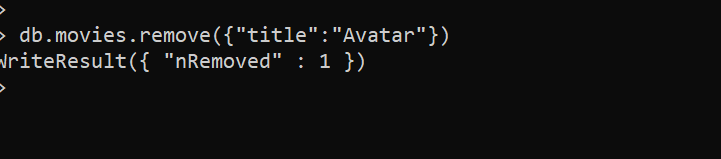 >
> db.movies.remove({"title":"Avatar"})
WriteResult({ "nRemoved" : 1 })
>